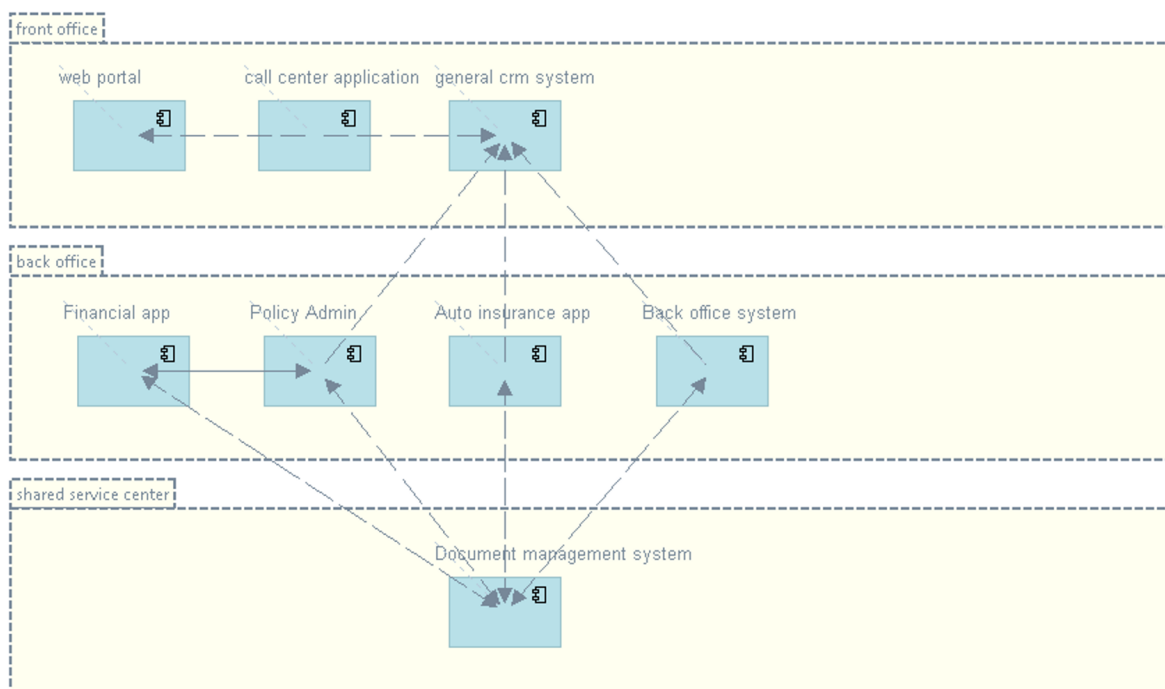 front office
web portal
call center application
general crm system
back office
Financial app
Policy Admin
Auto insurance app
Back office system
shared service center
Document management system